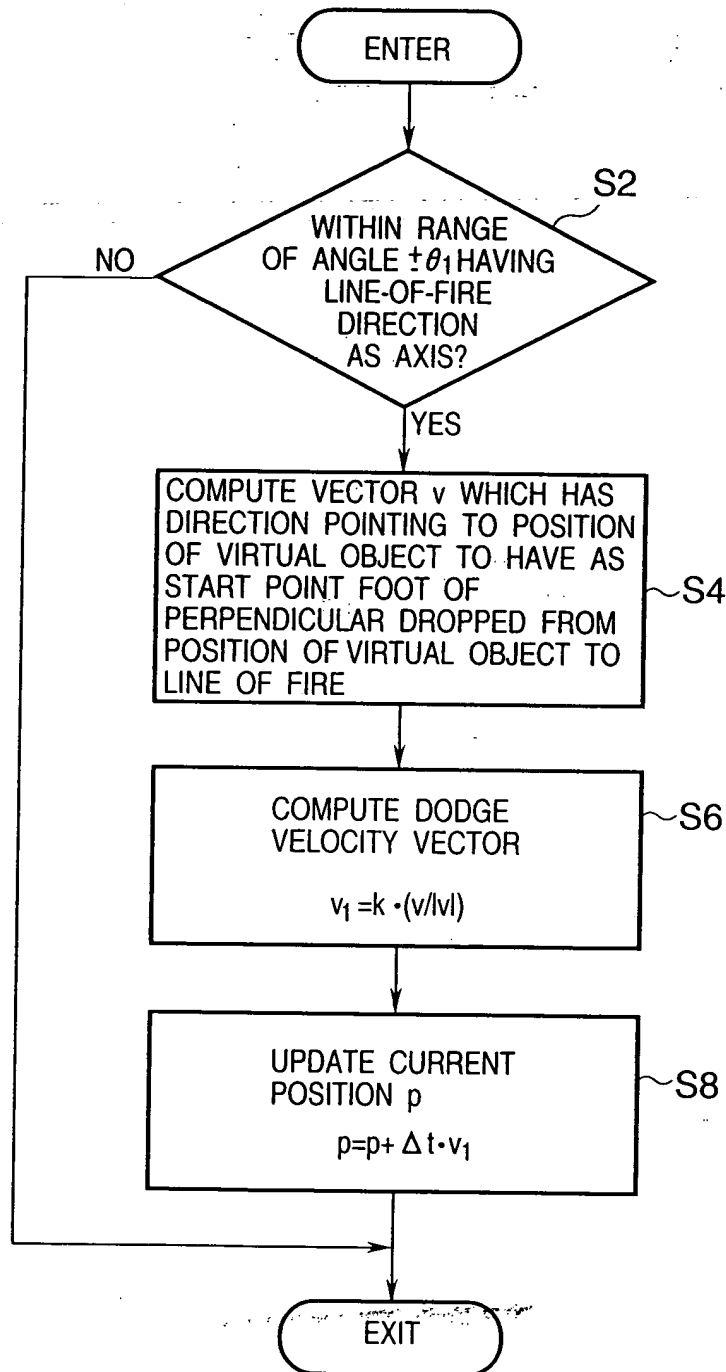 ENTER
S2
WITHIN RANGE
OF ANGLE ±θ₁ HAVING
LINE-OF-FIRE
DIRECTION
AS AXIS?
NO
YES
COMPUTE VECTOR v WHICH HAS
DIRECTION POINTING TO POSITION
OF VIRTUAL OBJECT TO HAVE AS
START POINT FOOT OF
PERPENDICULAR DROPPED FROM
POSITION OF VIRTUAL OBJECT TO
LINE OF FIRE
S4
COMPUTE DODGE
VELOCITY VECTOR
v₁ =k •(v/|v|)
S6
UPDATE CURRENT
POSITION p
p=p+ Δt•v₁
S8
EXIT